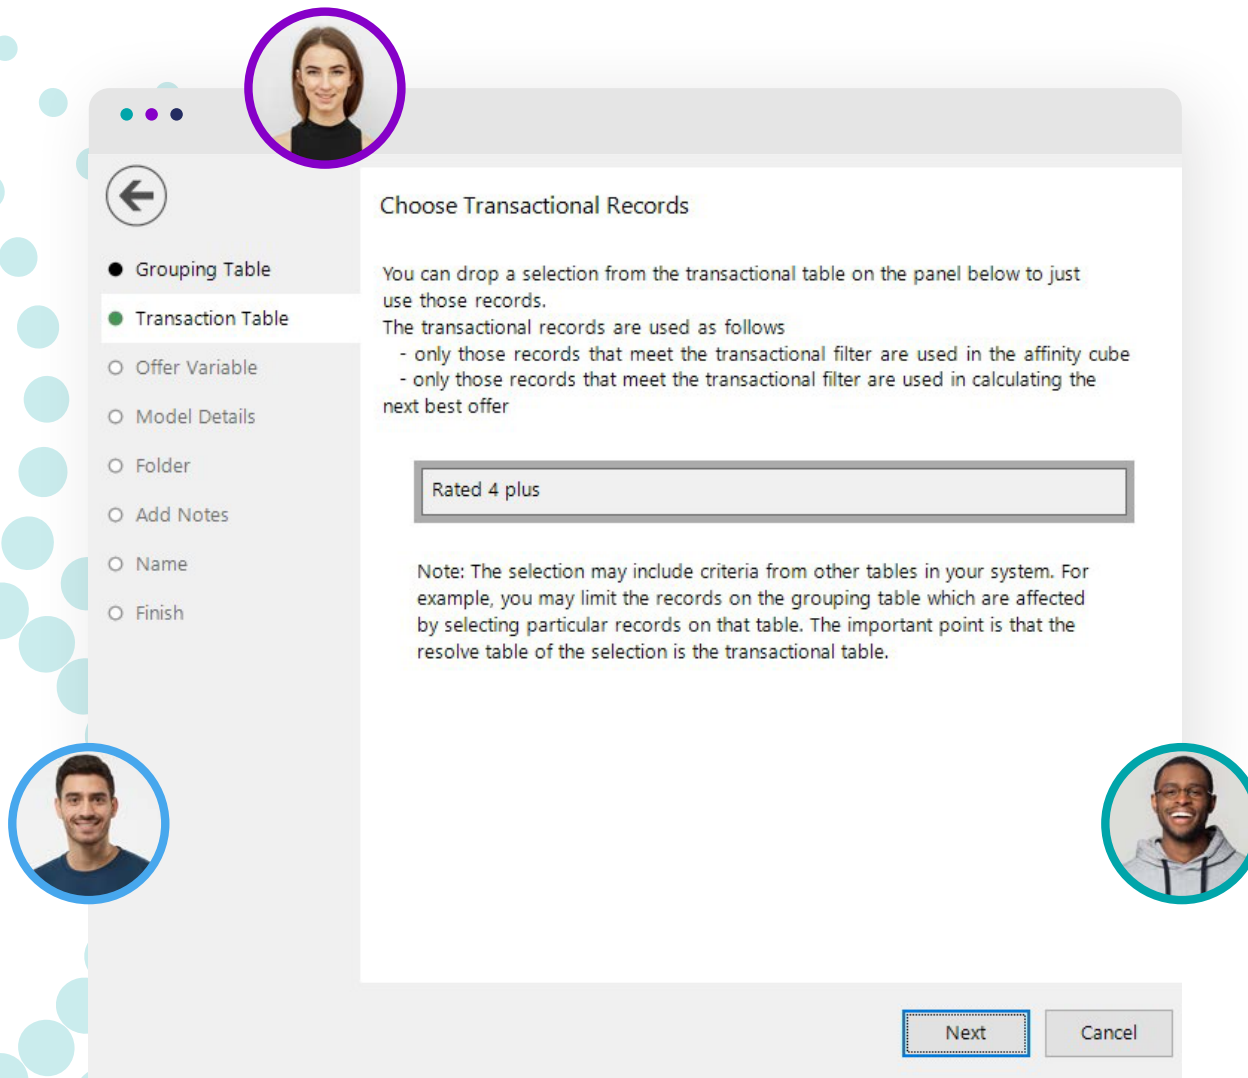 Choose Transactional Records
Grouping Table
Transaction Table
Offer Variable
Model Details
Folder
Add Notes
Name
Finish
You can drop a selection from the transactional table on the panel below to just
use those records.
The transactional records are used as follows
- only those records that meet the transactional filter are used in the affinity cube
- only those records that meet the transactional filter are used in calculating the
next best offer
Rated 4 plus
Note: The selection may include criteria from other tables in your system. For
example, you may limit the records on the grouping table which are affected
by selecting particular records on that table. The important point is that the
resolve table of the selection is the transactional table.
Next
Cancel